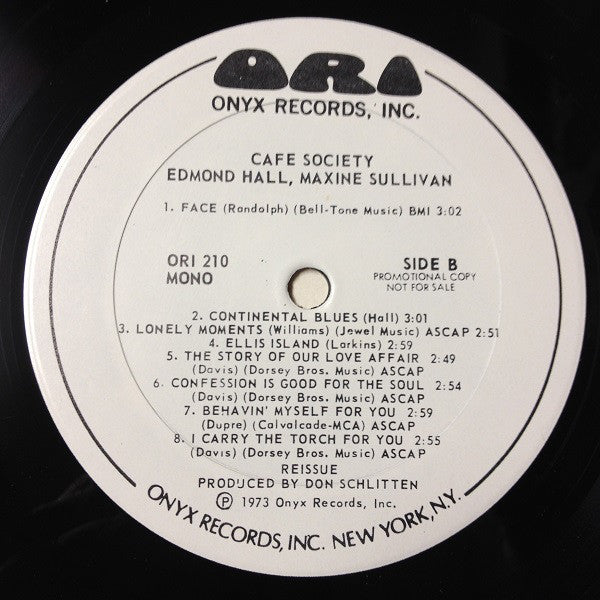 ORI
ONYX RECORDS, INC.
CAFE SOCIETY
EDMOND HALL, MAXINE SULLIVAN
1. FACE (Randolph) (Bell-Tone Music) BMI 3:02
ORI 210
MONO
SIDE B
PROMOTIONAL COPY
NOT FOR SALE
2. CONTINENTAL BLUES (Hall) 3:01
3. LONELY MOMENTS (Williams) (Jewel Music) ASCAP 2:51
4. ELLIS ISLAND (Larkins) 2:59
5. THE STORY OF OUR LOVE AFFAIR 2:49
(Davis) (Dorsey Bros. Music) ASCAP
6. CONFESSION IS GOOD FOR THE SOUL 2:54
(Davis) (Dorsey Bros. Music) ASCAP
7. BEHAVIN' MYSELF FOR YOU 2:59
(Dupre) (Calvalcade-MCA) ASCAP
8. I CARRY THE TORCH FOR YOU 2:55
(Davis) (Dorsey Bros. Music) ASCAP
REISSUE
PRODUCED BY DON SCHLITTEN
Ⓟ 1973 Onyx Records, Inc.
ONYX RECORDS, INC. NEW YORK, N.Y.